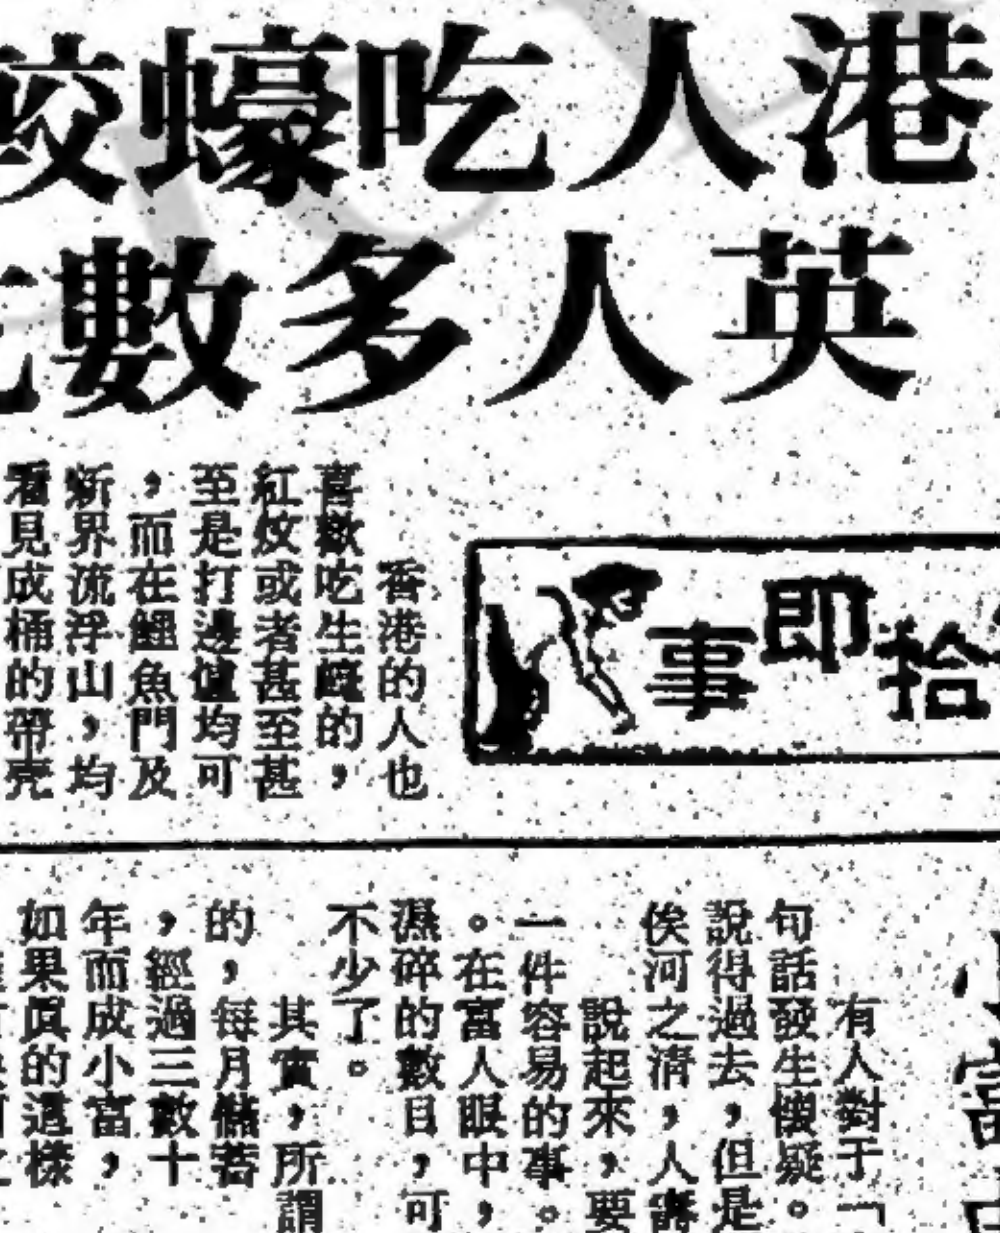 港人吃蠔較
英人多數
拾即事
香港的人也
喜歡吃生蠔的，
紅炆或者甚至甚
至是打邊爐均可
，而在鯉魚門及
新界流浮山，均
看見成桶的帶壳
有人對于「
句話發生懷疑。
說得過去，但是
俟河之清，人壽
說起來，要
一件容易的事。
。在富人眼中，
濕碎的數目，可
不少了。
其實，所謂
的，每月儲蓄
，經過三數十
年而成小富，
如果眞的這樣